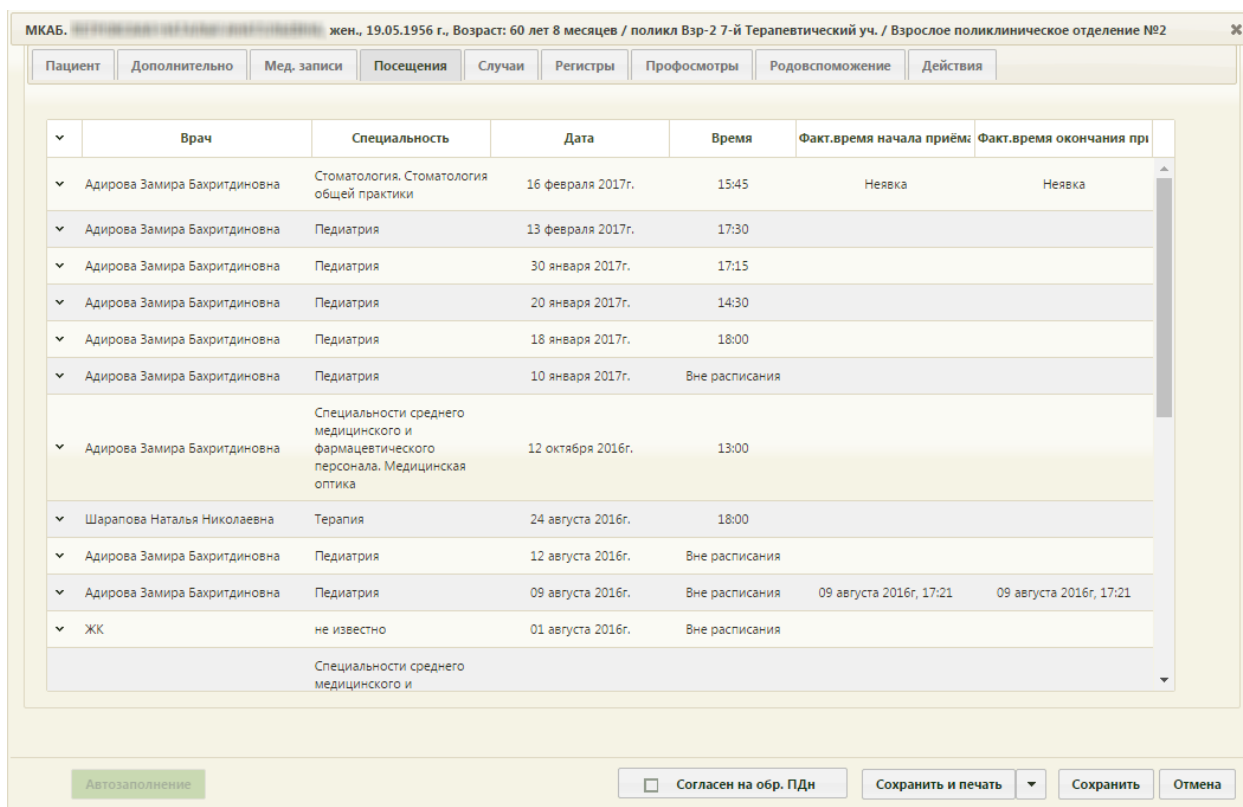 МКАБ. жен., 19.05.1956 г., Возраст: 60 лет 8 месяцев / поликл Взр-2 7-й Терапевтический уч. / Взрослое поликлиническое отделение №2
Пациент Дополнительно Мед. записи Посещения Случаи Регистры Профосмотры Родовспоможение Действия
Врач Специальность Дата Время Факт.время начала приёма Факт.время окончания при
Адирова Замира Бахритдиновна Стоматология. Стоматология общей практики 16 февраля 2017г. 15:45 Неявка Неявка
Адирова Замира Бахритдиновна Педиатрия 13 февраля 2017г. 17:30
Адирова Замира Бахритдиновна Педиатрия 30 января 2017г. 17:15
Адирова Замира Бахритдиновна Педиатрия 20 января 2017г. 14:30
Адирова Замира Бахритдиновна Педиатрия 18 января 2017г. 18:00
Адирова Замира Бахритдиновна Педиатрия 10 января 2017г. Вне расписания
Адирова Замира Бахритдиновна Специальности среднего медицинского и фармацевтического персонала. Медицинская оптика 12 октября 2016г. 13:00
Шарапова Наталья Николаевна Терапия 24 августа 2016г. 18:00
Адирова Замира Бахритдиновна Педиатрия 12 августа 2016г. Вне расписания
Адирова Замира Бахритдиновна Педиатрия 09 августа 2016г. Вне расписания 09 августа 2016г, 17:21 09 августа 2016г, 17:21
ЖК не известно 01 августа 2016г. Вне расписания
Специальности среднего
медицинского и
Автозаполнение Согласен на обр. ПДн Сохранить и печать Сохранить Отмена